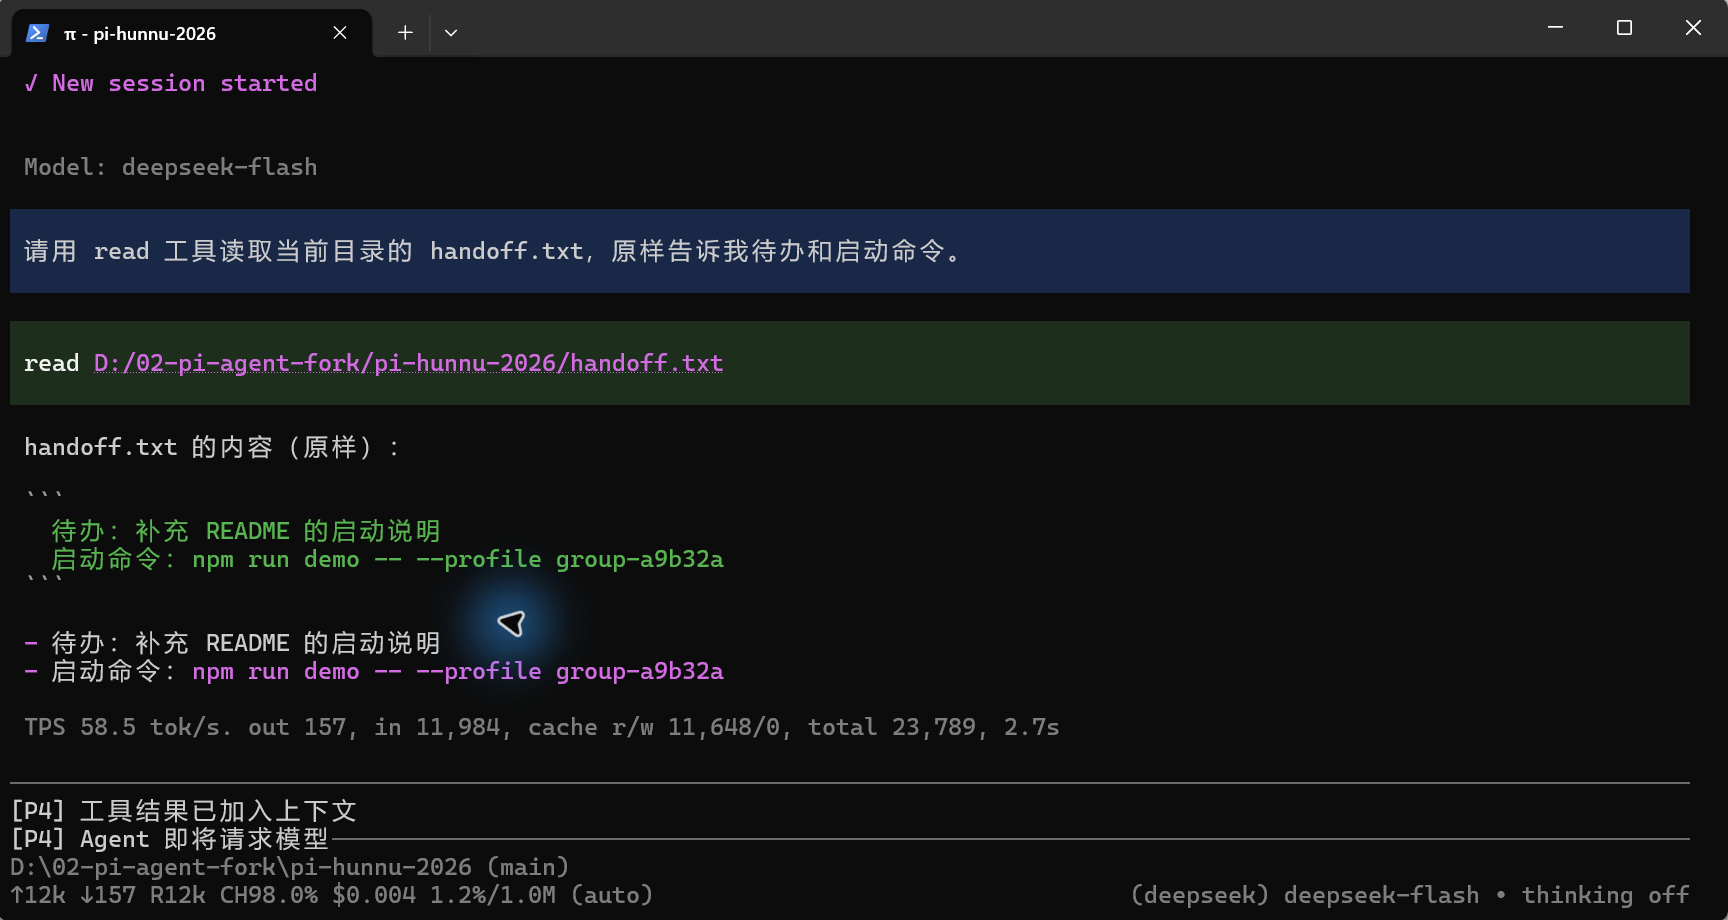 π - pi-hunnu-2026
√ New session started
Model: deepseek-flash
请用 read 工具读取当前目录的 handoff.txt, 原样告诉我待办和启动命令。
read D:/02-pi-agent-fork/pi-hunnu-2026/handoff.txt
handoff.txt 的内容（原样）：
```
待办：补充 README 的启动说明
启动命令：npm run demo -- --profile group-a9b32a
```
- 待办：补充 README 的启动说明
- 启动命令：npm run demo -- --profile group-a9b32a
TPS 58.5 tok/s. out 157, in 11,984, cache r/w 11,648/0, total 23,789, 2.7s
[P4] 工具结果已加入上下文
[P4] Agent 即将请求模型
D:\02-pi-agent-fork\pi-hunnu-2026 (main)
↑12k ↓157 R12k CH98.0% $0.004 1.2%/1.0M (auto) (deepseek) deepseek-flash • thinking off